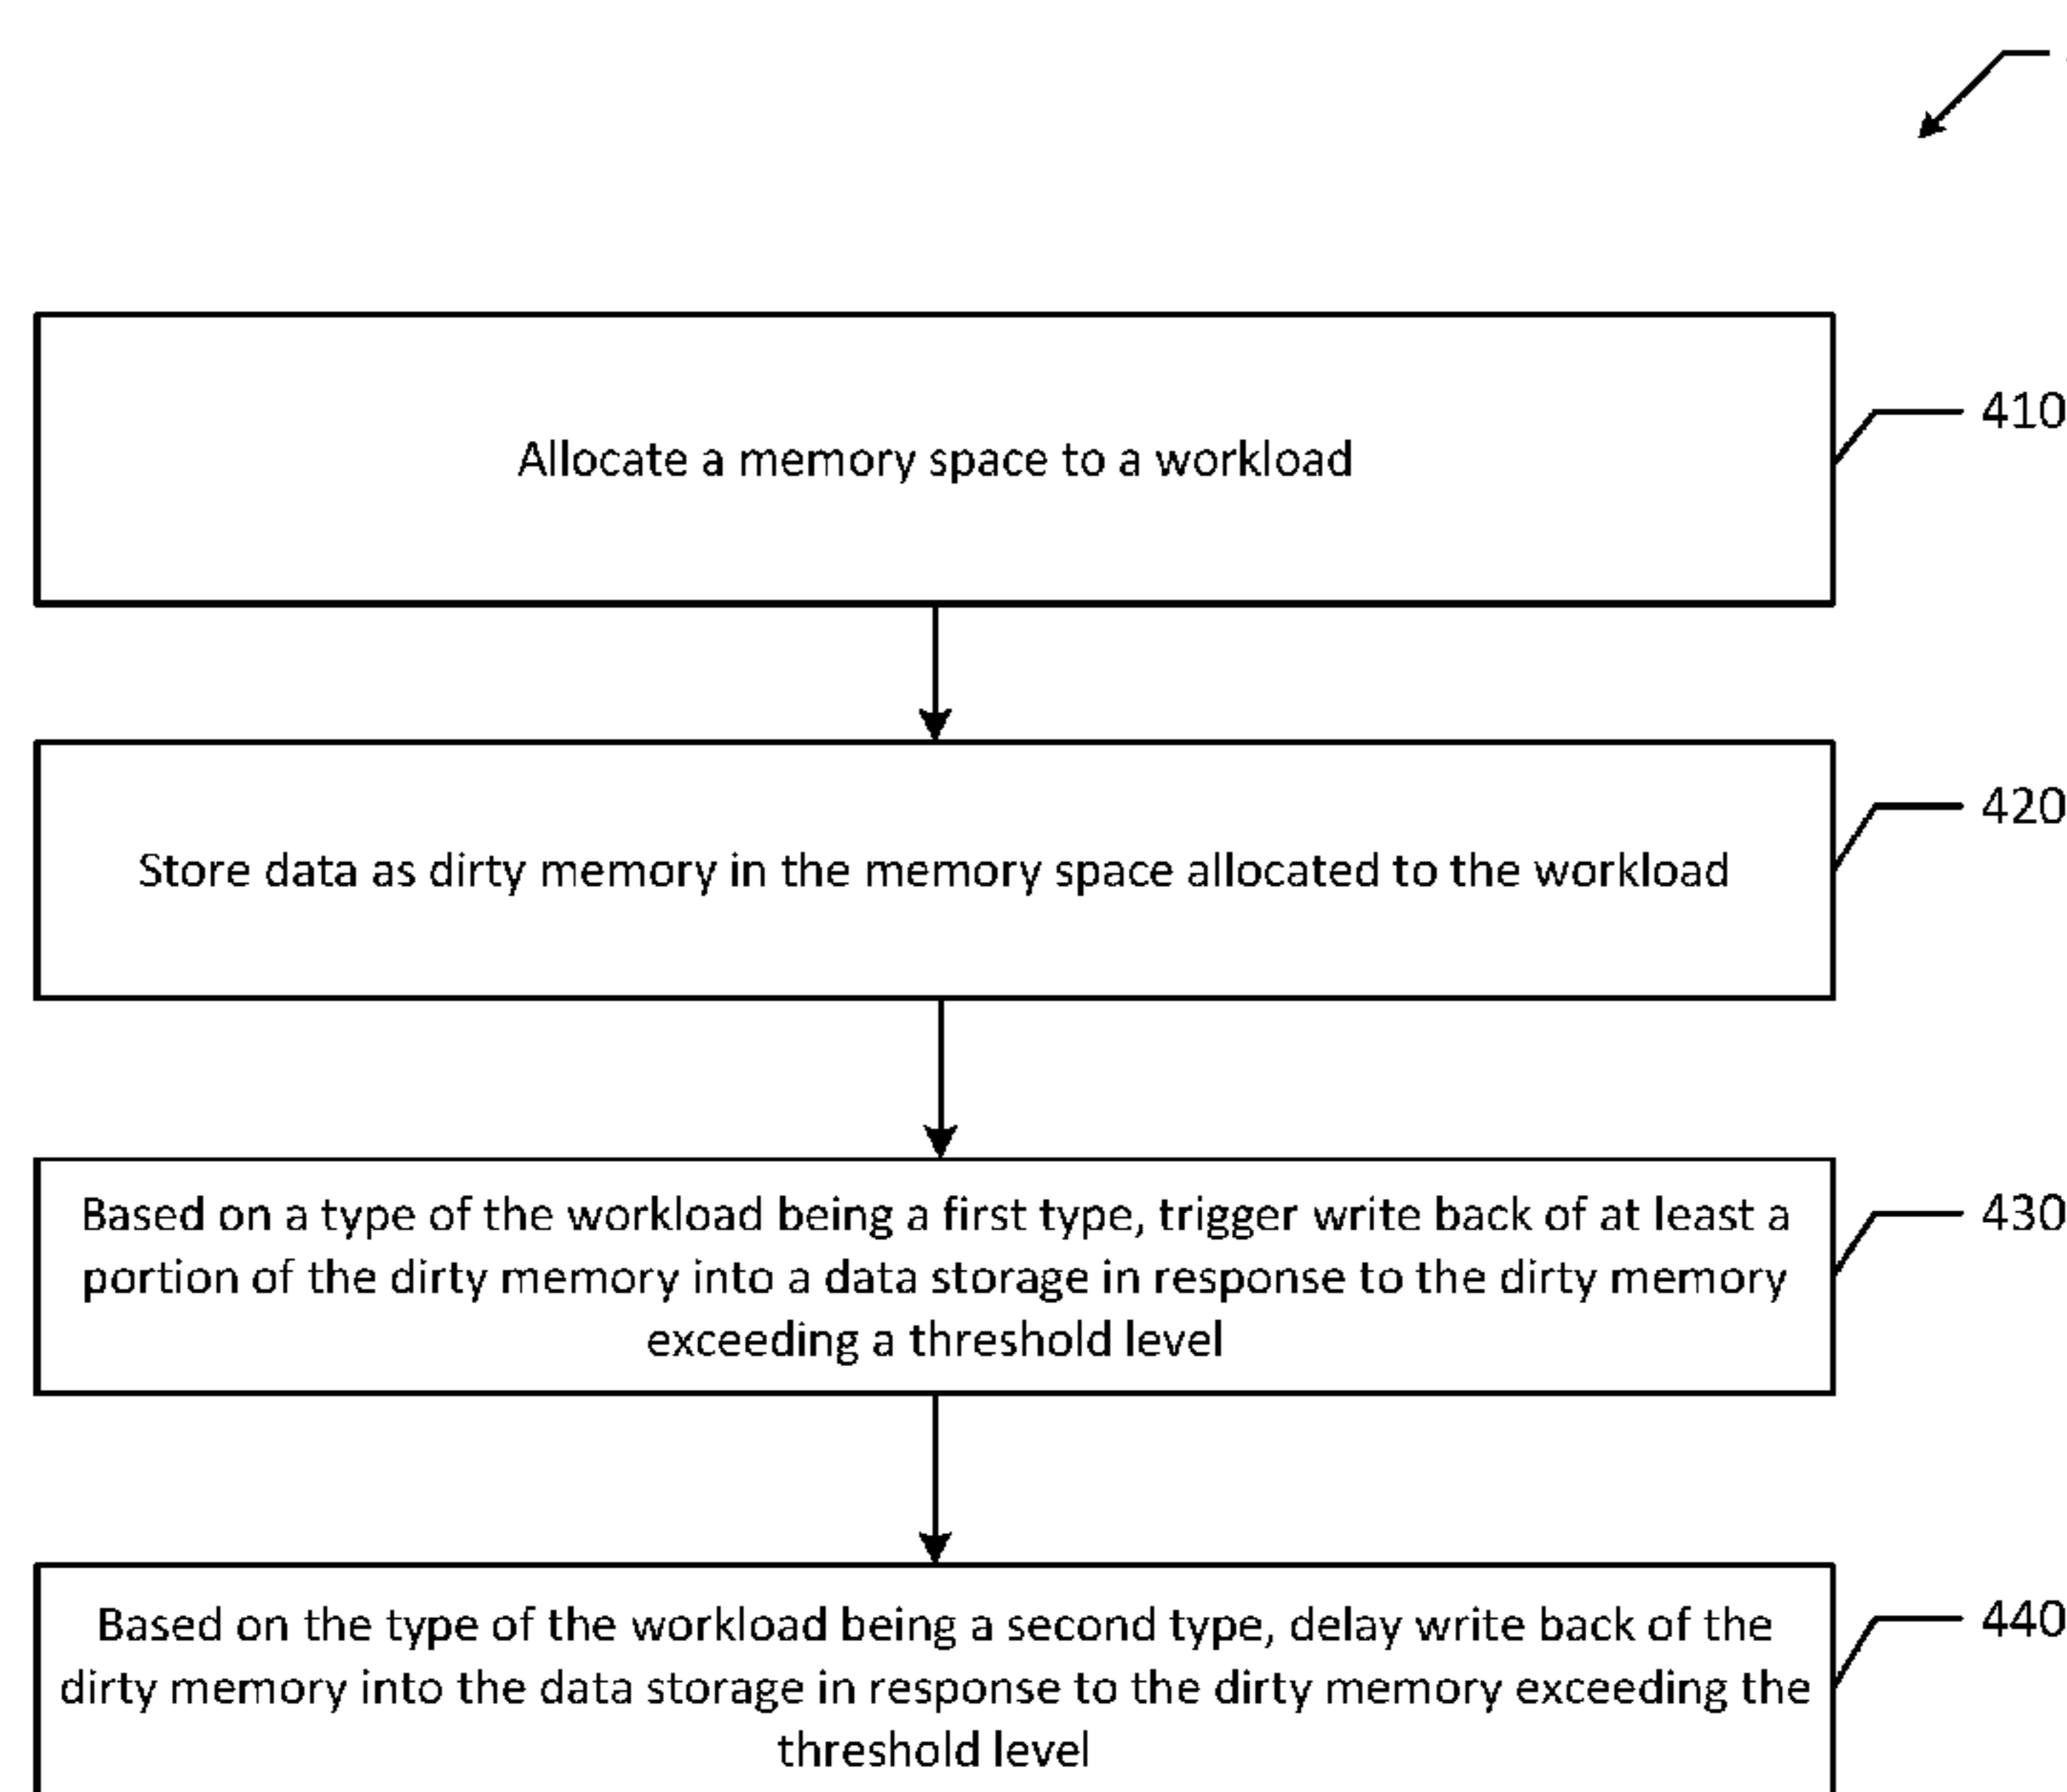 Allocate a memory space to a workload
410
Store data as dirty memory in the memory space allocated to the workload
420
Based on a type of the workload being a first type, trigger write back of at least a
portion of the dirty memory into a data storage in response to the dirty memory
exceeding a threshold level
430
Based on the type of the workload being a second type, delay write back of the
dirty memory into the data storage in response to the dirty memory exceeding the
threshold level
440